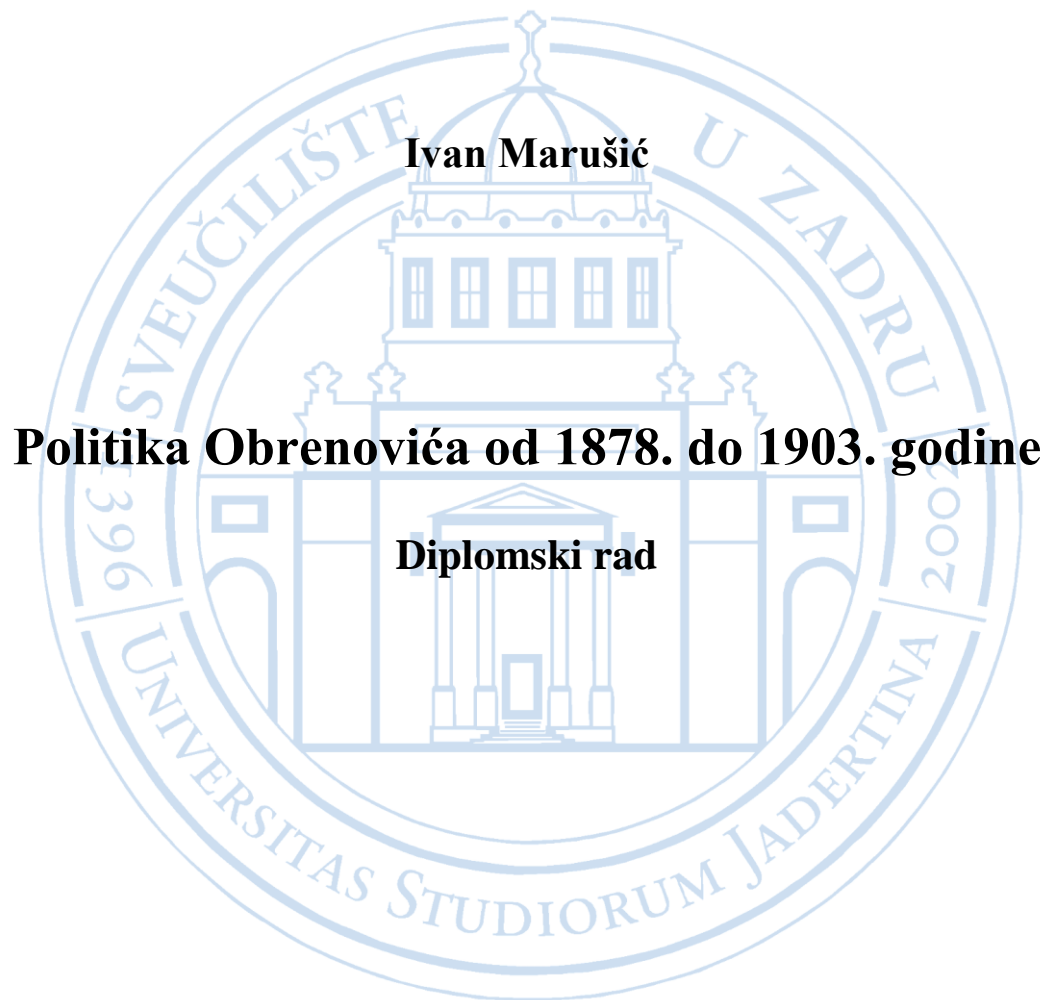 Ivan Marušić
Politika Obrenovića od 1878. do 1903. godine
Diplomski rad
SVEUČILIŠTE U ZADRU
1396
2002
UNIVERSITAS STUDIORUM JADERTINA